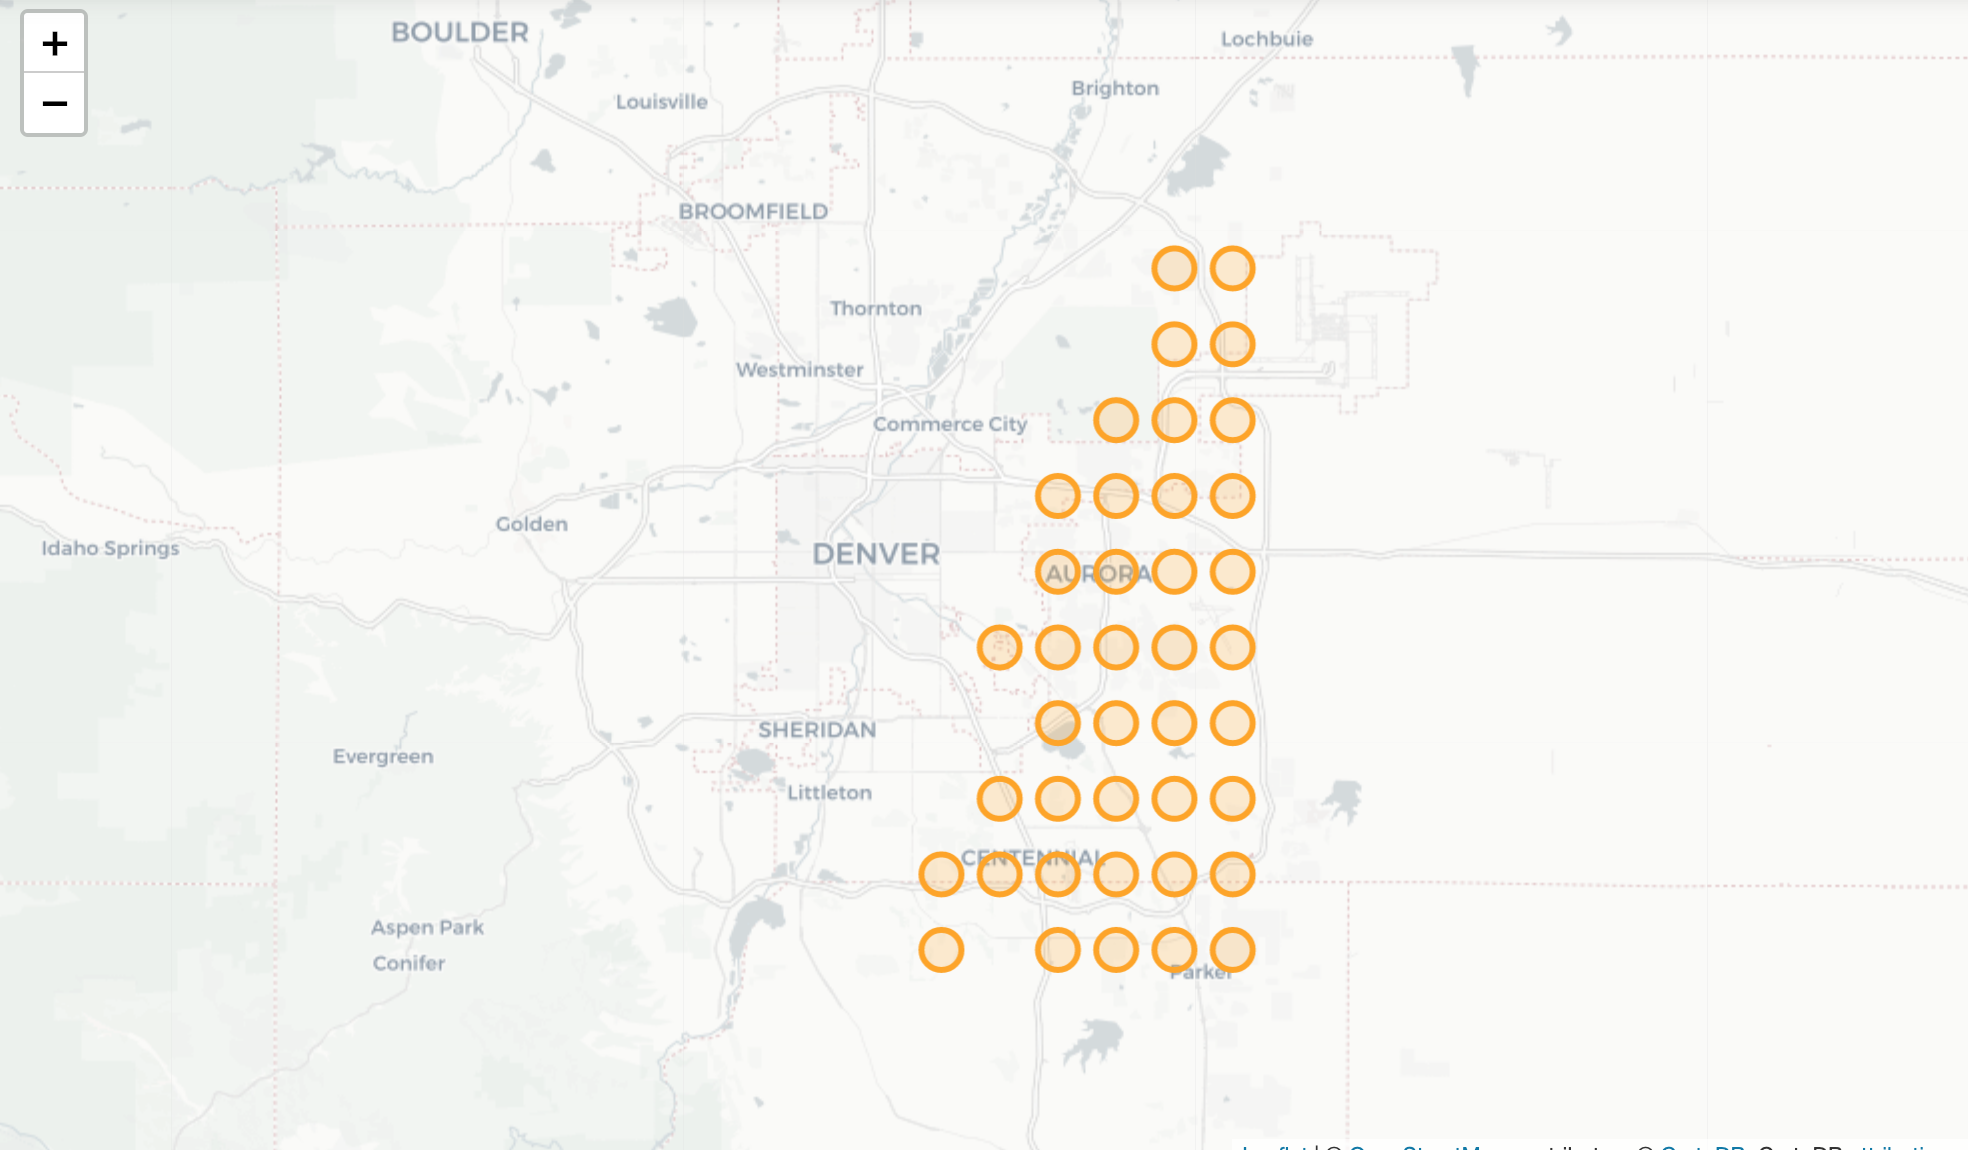 +
−
BOULDER
Lochbuie
Louisville
Brighton
BROOMFIELD
Thornton
Westminster
Commerce City
Golden
Idaho Springs
DENVER
AURORA
SHERIDAN
Evergreen
Littleton
CENTENNIAL
Aspen Park
Conifer
Parker